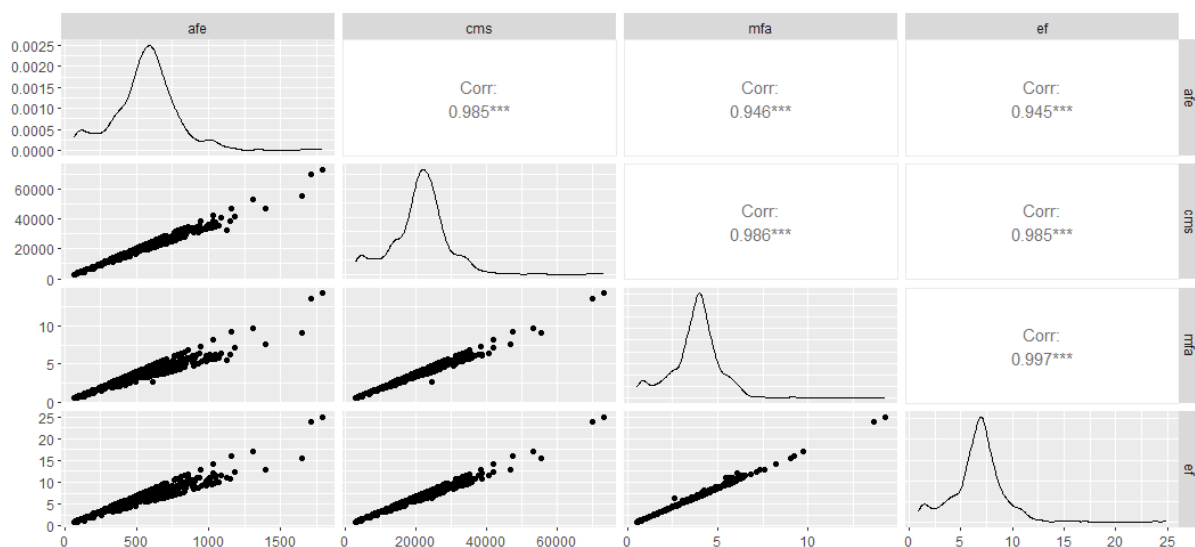 afe cms mfa ef
0.0025
0.0020
0.0015
0.0010
0.0005
0.0000
Corr:
0.985***
Corr:
0.946***
Corr:
0.945***
afe
60000
40000
20000
0
Corr:
0.986***
Corr:
0.985***
cms
10
5
0
Corr:
0.997***
mfa
25
20
15
10
5
0
ef
0 500 1000 1500 20000 40000 60000 0 5 10 0 5 10 15 20 25